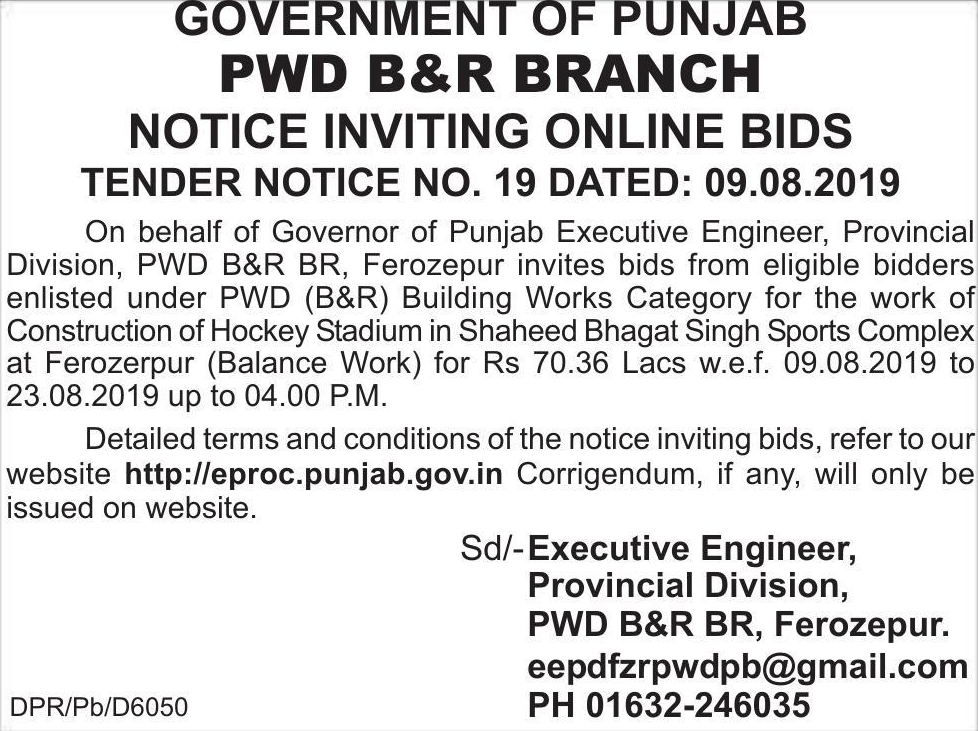 GOVERNMENT OF PUNJAB
PWD B&R BRANCH
NOTICE INVITING ONLINE BIDS
TENDER NOTICE NO. 19 DATED: 09.08.2019
On behalf of Governor of Punjab Executive Engineer, Provincial
Division, PWD B&R BR, Ferozepur invites bids from eligible bidders
enlisted under PWD (B&R) Building Works Category for the work of
Construction of Hockey Stadium in Shaheed Bhagat Singh Sports Complex
at Ferozerpur (Balance Work) for Rs 70.36 Lacs w.e.f. 09.08.2019 to
23.08.2019 up to 04.00 P.M.
Detailed terms and conditions of the notice inviting bids, refer to our
website http://eproc.punjab.gov.in Corrigendum, if any, will only be
issued on website.
Sd/-Executive Engineer,
Provincial Division,
PWD B&R BR, Ferozepur.
eepdfzrpwdpb@gmail.com
DPR/Pb/D6050 PH 01632-246035